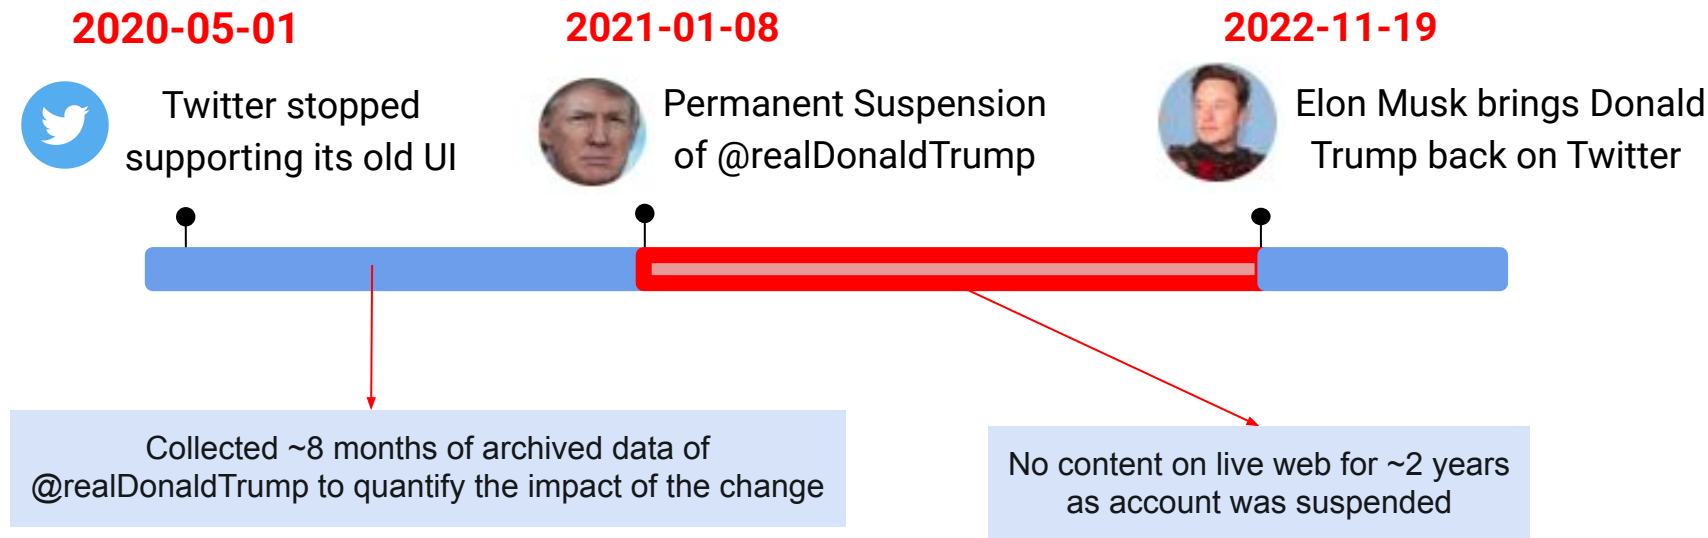 2020-05-01
Twitter stopped
supporting its old UI
2021-01-08
Permanent Suspension
of @realDonaldTrump
2022-11-19
Elon Musk brings Donald
Trump back on Twitter
Collected ~8 months of archived data of
@realDonaldTrump to quantify the impact of the change
No content on live web for ~2 years
as account was suspended